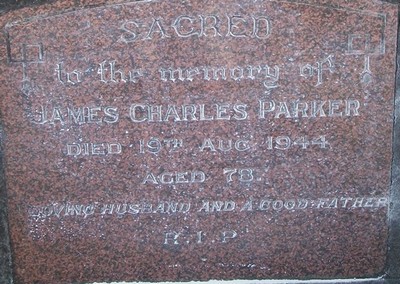 SACRED
to the memory of
JAMES CHARLES PARKER
DIED 19TH AUG. 1944
AGED 78.
LOVING HUSBAND AND A GOOD FATHER
R.I.P